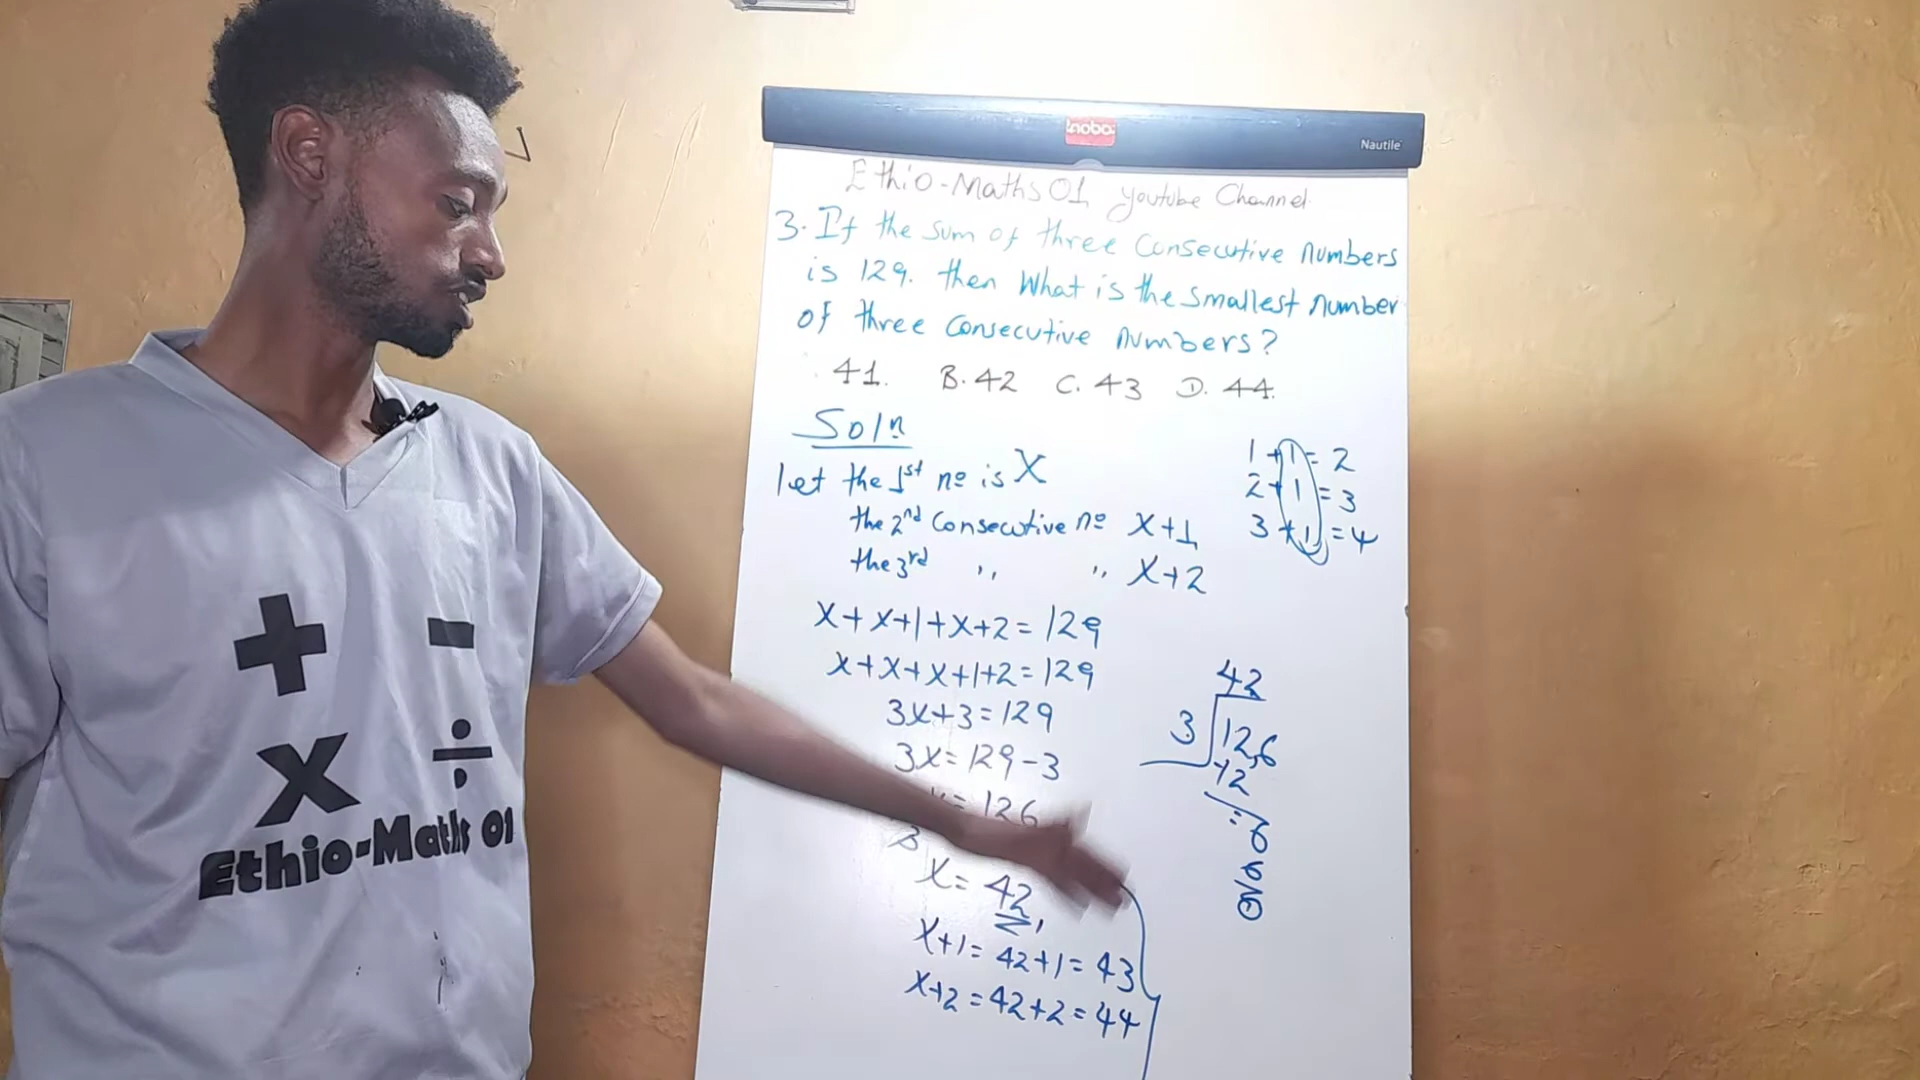 nobo
Nautile
Ethio-Maths 01 youtube Channel
3. If the sum of three Consecutive numbers
is 129. then What is the smallest number
of three Consecutive numbers?
41. B. 42 C. 43 D. 44.
Soln
let the 1st no is X
the 2nd Consecutive no X+1
the 3rd ,, ,, X+2
1+1=2
2+1=3
3+1=4
X+X+1+X+2=129
X+X+X+1+2=129
3X+3=129
3X=129-3
X=126
3
X=42
X+1=42+1=43
X+2=42+2=44
42
3 126
-12
=6
6
0
+ -
X ÷
Ethio-Maths 01